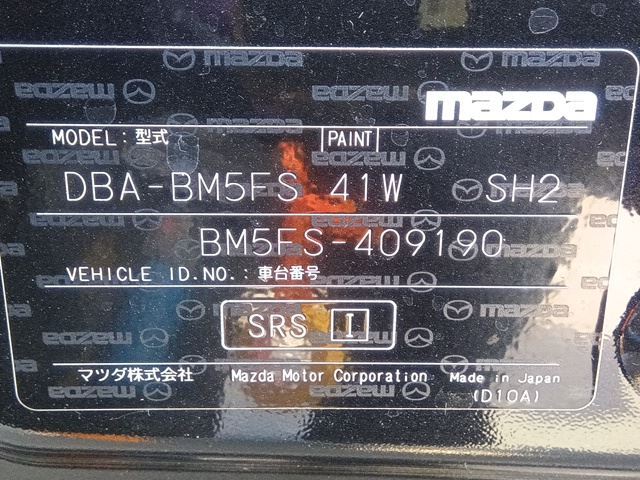 mazda
MODEL: 型式 PAINT
DBA-BM5FS 41W SH2
BM5FS-409190
VEHICLE ID.NO.: 車台番号
SRS I
マツダ株式会社 Mazda Motor Corporation Made in Japan
(D10A)